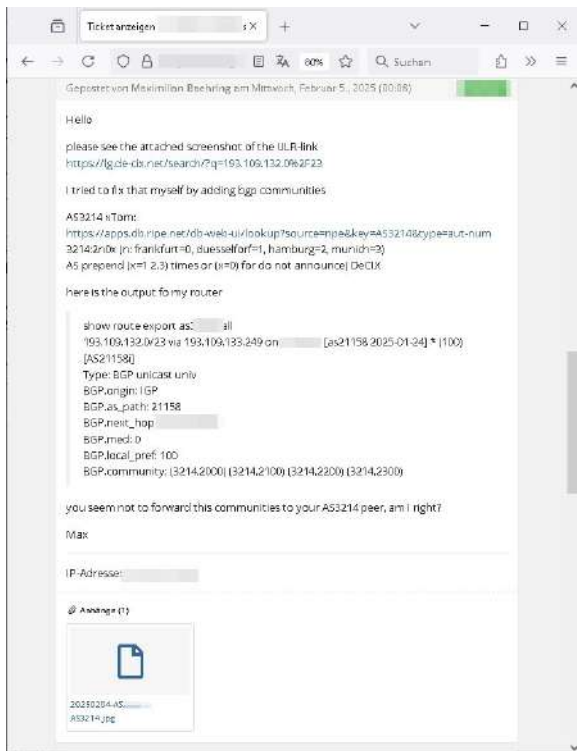 Ticket anzeigen s
80%
Suchen
Gepostet von Maximilian Baehring am Mittwoch, Februar 5., 2025 (00:08)
Hello
please see the attached screenshot of the ULR-link
https://lg.de-cix.net/search/?q=193.109.132.0%2F23
I tried to fix that myself by adding bgp communities
AS3214 xTom:
https://apps.db.ripe.net/db-web-ui/lookup?source=ripe&key=AS3214&type=aut-num
3214:2n0x (n: frankfurt=0, duesselforf=1, hamburg=2, munich=3)
AS prepend (x=1 2,3) times or (x=0) for do not announce) DeCIX
here is the output fo my router
show route export as3 all
193.109.132.0/23 via 193.109.133.249 on [as21158 2025-01-24] * (100)
[AS21158i]
Type: BGP unicast univ
BGP.origin: IGP
BGP.as_path: 21158
BGP.next_hop
BGP.med: 0
BGP.local_pref: 100
BGP.community: (3214,2000) (3214,2100) (3214,2200) (3214,2300)
you seem not to forward this communities to your AS3214 peer, am I right?
Max
IP-Adresse:
Anhänge (1)
20250204-AS
AS3214.jpg